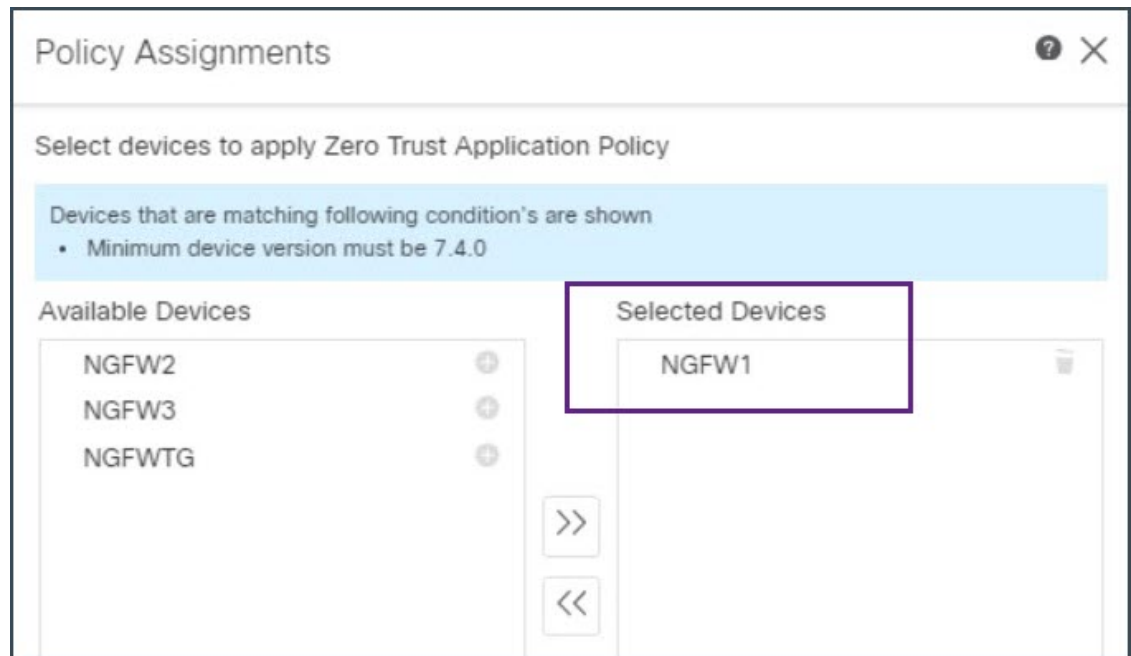 Policy Assignments
Select devices to apply Zero Trust Application Policy
Devices that are matching following condition's are shown
• Minimum device version must be 7.4.0
Available Devices
NGFW2
NGFW3
NGFWTG
Selected Devices
NGFW1